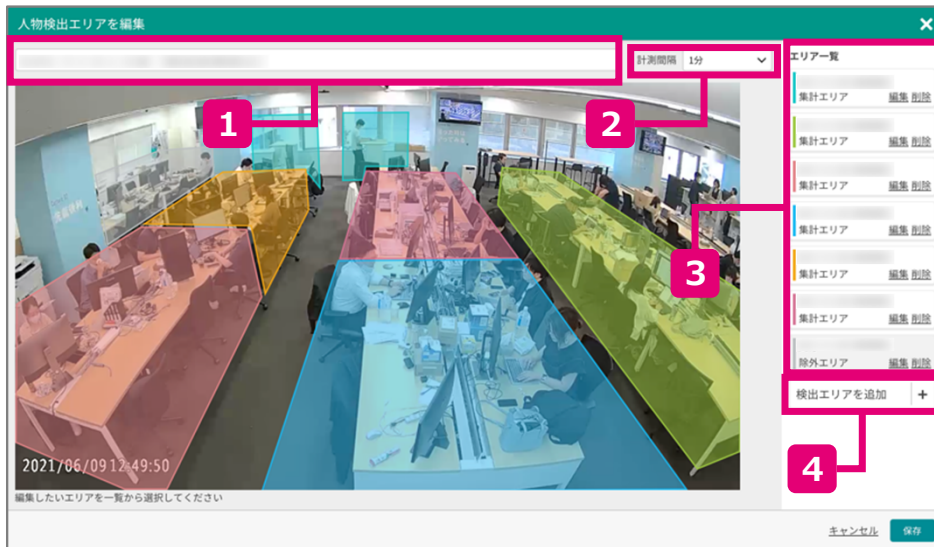 人物検出エリアを編集
×
計測間隔 1分
エリア一覧
集計エリア 編集 削除
集計エリア 編集 削除
集計エリア 編集 削除
集計エリア 編集 削除
集計エリア 編集 削除
集計エリア 編集 削除
除外エリア 編集 削除
検出エリアを追加 +
1
2
3
4
2021/06/09 12:49:50
編集したいエリアを一覧から選択してください
キャンセル 保存